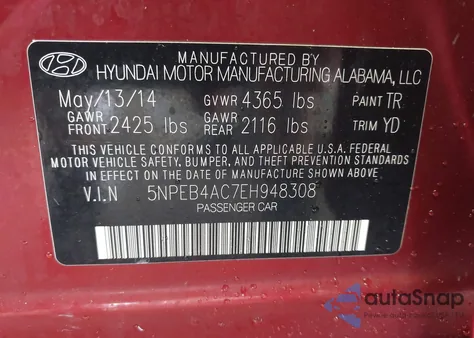 MANUFACTURED BY
HYUNDAI MOTOR MANUFACTURING ALABAMA, LLC
May/13/14 GVWR 4365 lbs PAINT TR
GAWR FRONT 2425 lbs GAWR REAR 2116 lbs TRIM YD
THIS VEHICLE CONFORMS TO ALL APPLICABLE U.S.A FEDERAL
MOTOR VEHICLE SAFETY, BUMPER, AND THEFT PREVENTION STANDARDS
IN EFFECT ON THE DATE OF MANUFACTURE SHOWN ABOVE.
V.I.N 5NPEB4AC7EH948308
PASSENGER CAR
autoSnap